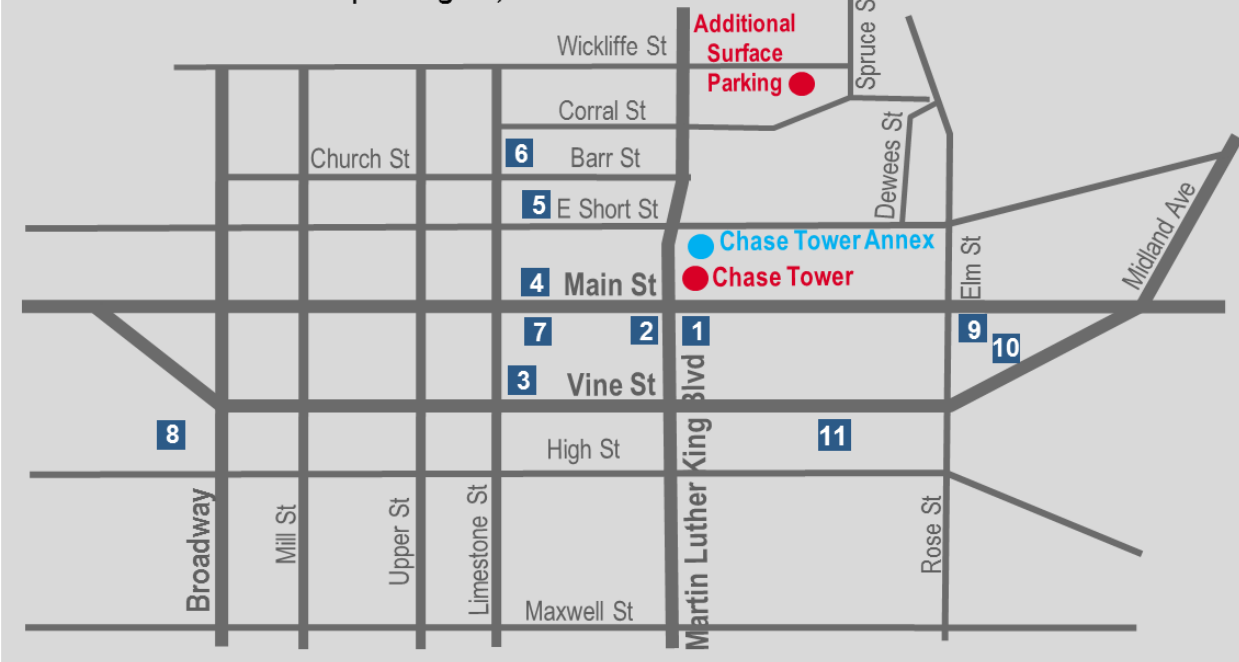 Additional
Surface
Parking
Wickliffe St
Spruce S
Corral St
Dewees St
6
Church St
Barr St
5
E Short St
Midland Ave
Chase Tower Annex
Elm St
4
Main St
Chase Tower
7
2
1
9
10
3
Vine St
8
11
High St
Martin Luther King Blvd
Broadway
Mill St
Upper St
Limestone St
Rose St
Maxwell St